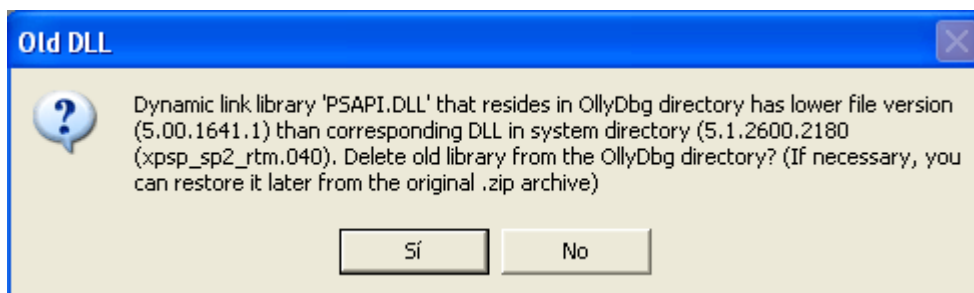 Old DLL
Dynamic link library 'PSAPI.DLL' that resides in OllyDbg directory has lower file version
(5.00.1641.1) than corresponding DLL in system directory (5.1.2600.2180
(xpsp_sp2_rtm.040). Delete old library from the OllyDbg directory? (If necessary, you
can restore it later from the original .zip archive)
Sí No